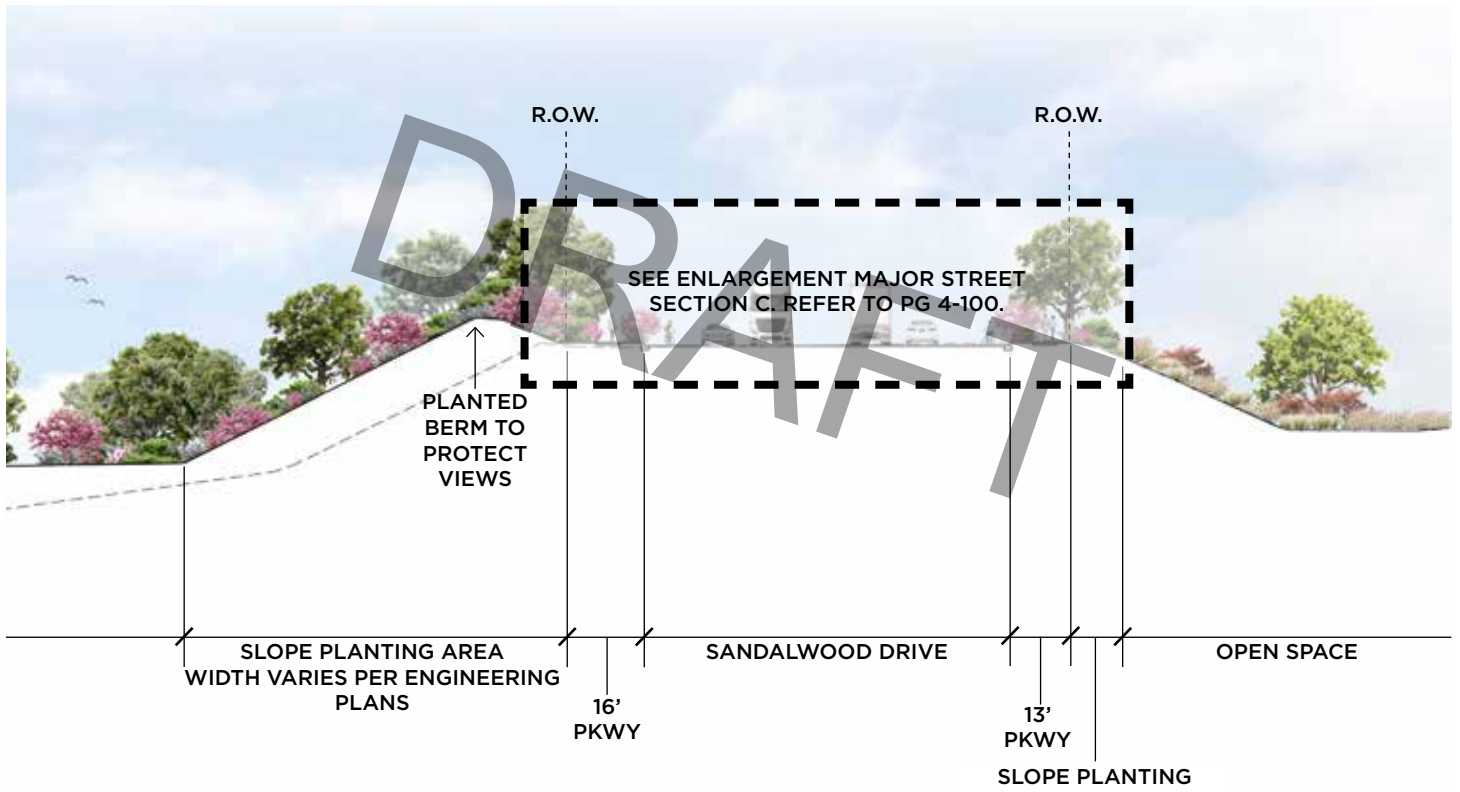 R.O.W.
R.O.W.
DRAFT
SEE ENLARGEMENT MAJOR STREET
SECTION C. REFER TO PG 4-100.
PLANTED
BERM TO
PROTECT
VIEWS
SLOPE PLANTING AREA
WIDTH VARIES PER ENGINEERING
PLANS
16’
PKWY
SANDALWOOD DRIVE
13’
PKWY
SLOPE PLANTING
OPEN SPACE